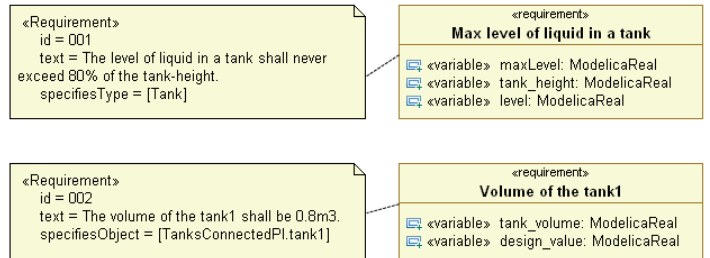 «Requirement»
id = 001
text = The level of liquid in a tank shall never
exceed 80% of the tank-height.
specifiesType = [Tank]
«requirement»
Max level of liquid in a tank
«variable» maxLevel: ModelicaReal
«variable» tank_height: ModelicaReal
«variable» level: ModelicaReal
«Requirement»
id = 002
text = The volume of the tank1 shall be 0.8m3.
specifiesObject = [TanksConnectedPI.tank1]
«requirement»
Volume of the tank1
«variable» tank_volume: ModelicaReal
«variable» design_value: ModelicaReal